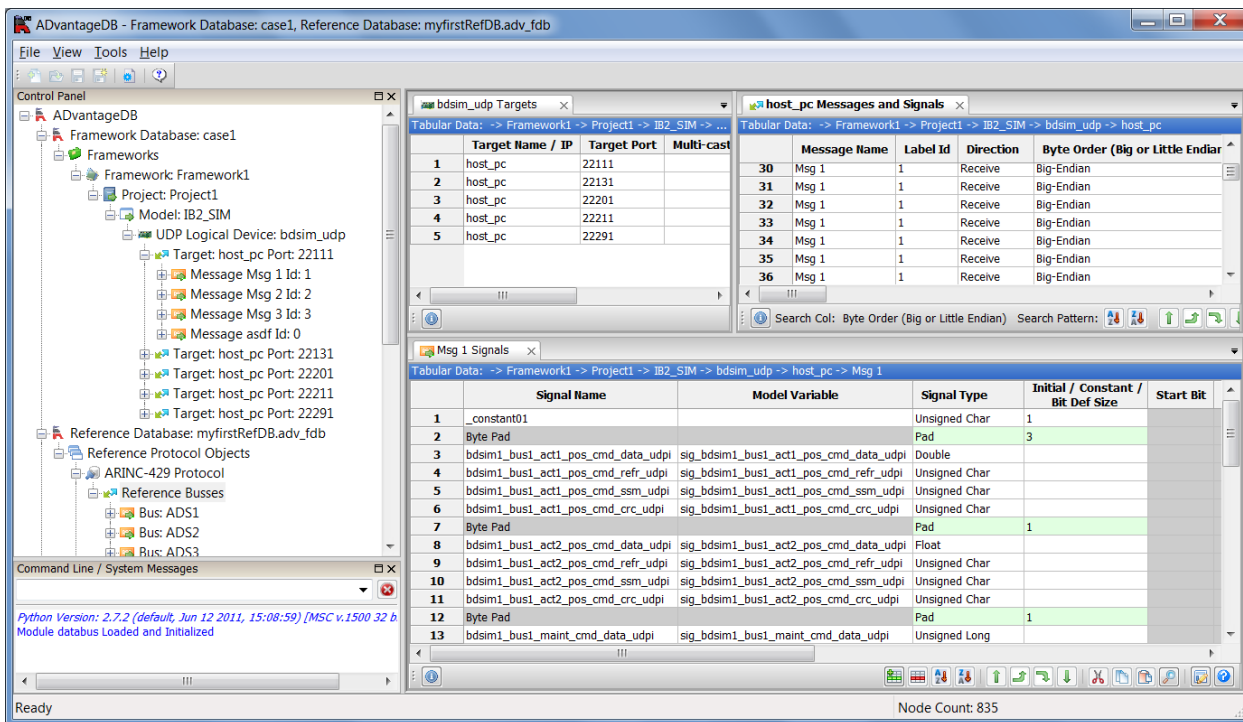 ADvantageDB - Framework Database: case1, Reference Database: myfirstRefDB.adv_fdb
File View Tools Help
Control Panel
ADvantageDB
Framework Database: case1
Frameworks
Framework: Framework1
Project: Project1
Model: IB2_SIM
UDP Logical Device: bdsim_udp
Target: host_pc Port: 22111
Message Msg 1 Id: 1
Message Msg 2 Id: 2
Message Msg 3 Id: 3
Message asdf Id: 0
Target: host_pc Port: 22131
Target: host_pc Port: 22201
Target: host_pc Port: 22211
Target: host_pc Port: 22291
Reference Database: myfirstRefDB.adv_fdb
Reference Protocol Objects
ARINC-429 Protocol
Reference Busses
Bus: ADS1
Bus: ADS2
Bus: ADS3
Command Line / System Messages
Python Version: 2.7.2 (default, Jun 12 2011, 15:08:59) [MSC v.1500 32 b
Module databus Loaded and Initialized
bdsim_udp Targets
Tabular Data: -> Framework1 -> Project1 -> IB2_SIM -> ...
Target Name / IP Target Port Multi-cast
1 host_pc 22111
2 host_pc 22131
3 host_pc 22201
4 host_pc 22211
5 host_pc 22291
host_pc Messages and Signals
Tabular Data: -> Framework1 -> Project1 -> IB2_SIM -> bdsim_udp -> host_pc
Message Name Label Id Direction Byte Order (Big or Little Endian
30 Msg 1 1 Receive Big-Endian
31 Msg 1 1 Receive Big-Endian
32 Msg 1 1 Receive Big-Endian
33 Msg 1 1 Receive Big-Endian
34 Msg 1 1 Receive Big-Endian
35 Msg 1 1 Receive Big-Endian
36 Msg 1 1 Receive Big-Endian
Search Col: Byte Order (Big or Little Endian) Search Pattern:
Msg 1 Signals
Tabular Data: -> Framework1 -> Project1 -> IB2_SIM -> bdsim_udp -> host_pc -> Msg 1
Signal Name Model Variable Signal Type Initial / Constant / Bit Def Size Start Bit
1 _constant01 Unsigned Char 1
2 Byte Pad Pad 3
3 bdsim1_bus1_act1_pos_cmd_data_udpi sig_bdsim1_bus1_act1_pos_cmd_data_udpi Double
4 bdsim1_bus1_act1_pos_cmd_refr_udpi sig_bdsim1_bus1_act1_pos_cmd_refr_udpi Unsigned Char
5 bdsim1_bus1_act1_pos_cmd_ssm_udpi sig_bdsim1_bus1_act1_pos_cmd_ssm_udpi Unsigned Char
6 bdsim1_bus1_act1_pos_cmd_crc_udpi sig_bdsim1_bus1_act1_pos_cmd_crc_udpi Unsigned Char
7 Byte Pad Pad 1
8 bdsim1_bus1_act2_pos_cmd_data_udpi sig_bdsim1_bus1_act2_pos_cmd_data_udpi Float
9 bdsim1_bus1_act2_pos_cmd_refr_udpi sig_bdsim1_bus1_act2_pos_cmd_refr_udpi Unsigned Char
10 bdsim1_bus1_act2_pos_cmd_ssm_udpi sig_bdsim1_bus1_act2_pos_cmd_ssm_udpi Unsigned Char
11 bdsim1_bus1_act2_pos_cmd_crc_udpi sig_bdsim1_bus1_act2_pos_cmd_crc_udpi Unsigned Char
12 Byte Pad Pad 1
13 bdsim1_bus1_maint_cmd_data_udpi sig_bdsim1_bus1_maint_cmd_data_udpi Unsigned Long
Ready
Node Count: 835